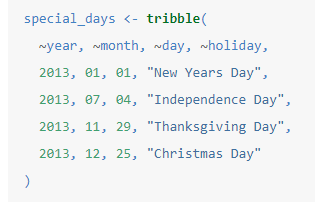 special_days <- tribble(
~year, ~month, ~day, ~holiday,
2013, 01, 01, "New Years Day",
2013, 07, 04, "Independence Day",
2013, 11, 29, "Thanksgiving Day",
2013, 12, 25, "Christmas Day"
)